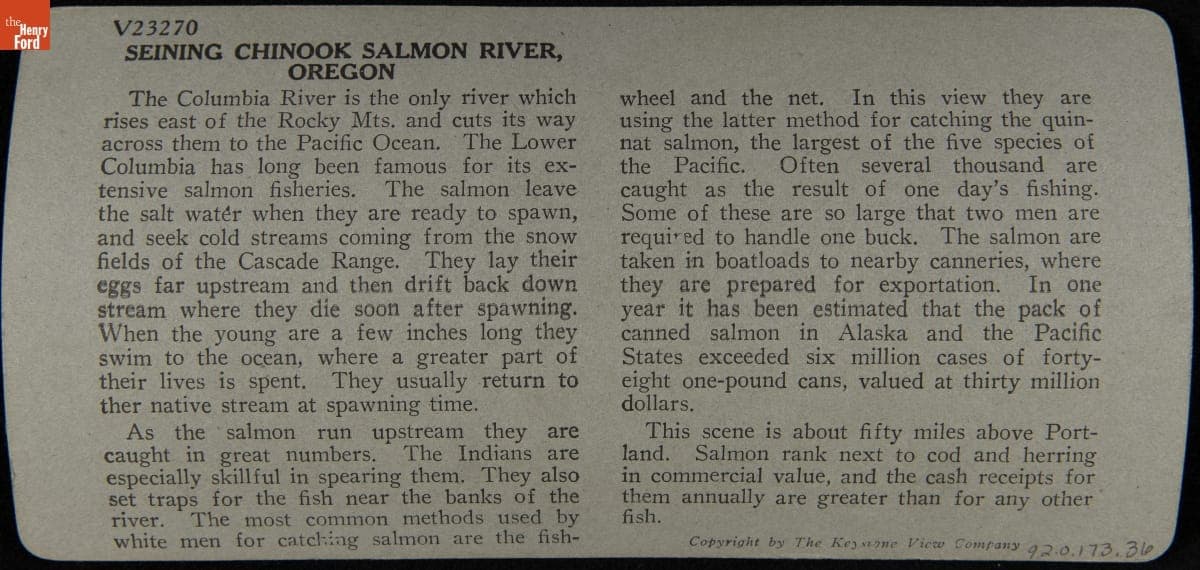 the
Henry
Ford
V23270
SEINING CHINOOK SALMON RIVER,
OREGON
The Columbia River is the only river which
rises east of the Rocky Mts. and cuts its way
across them to the Pacific Ocean. The Lower
Columbia has long been famous for its ex-
tensive salmon fisheries. The salmon leave
the salt water when they are ready to spawn,
and seek cold streams coming from the snow
fields of the Cascade Range. They lay their
eggs far upstream and then drift back down
stream where they die soon after spawning.
When the young are a few inches long they
swim to the ocean, where a greater part of
their lives is spent. They usually return to
ther native stream at spawning time.
As the salmon run upstream they are
caught in great numbers. The Indians are
especially skillful in spearing them. They also
set traps for the fish near the banks of the
river. The most common methods used by
white men for catching salmon are the fish-
wheel and the net. In this view they are
using the latter method for catching the quin-
nat salmon, the largest of the five species of
the Pacific. Often several thousand are
caught as the result of one day's fishing.
Some of these are so large that two men are
required to handle one buck. The salmon are
taken in boatloads to nearby canneries, where
they are prepared for exportation. In one
year it has been estimated that the pack of
canned salmon in Alaska and the Pacific
States exceeded six million cases of forty-
eight one-pound cans, valued at thirty million
dollars.
This scene is about fifty miles above Port-
land. Salmon rank next to cod and herring
in commercial value, and the cash receipts for
them annually are greater than for any other
fish.
Copyright by The Keystone View Company
92.0.173.36